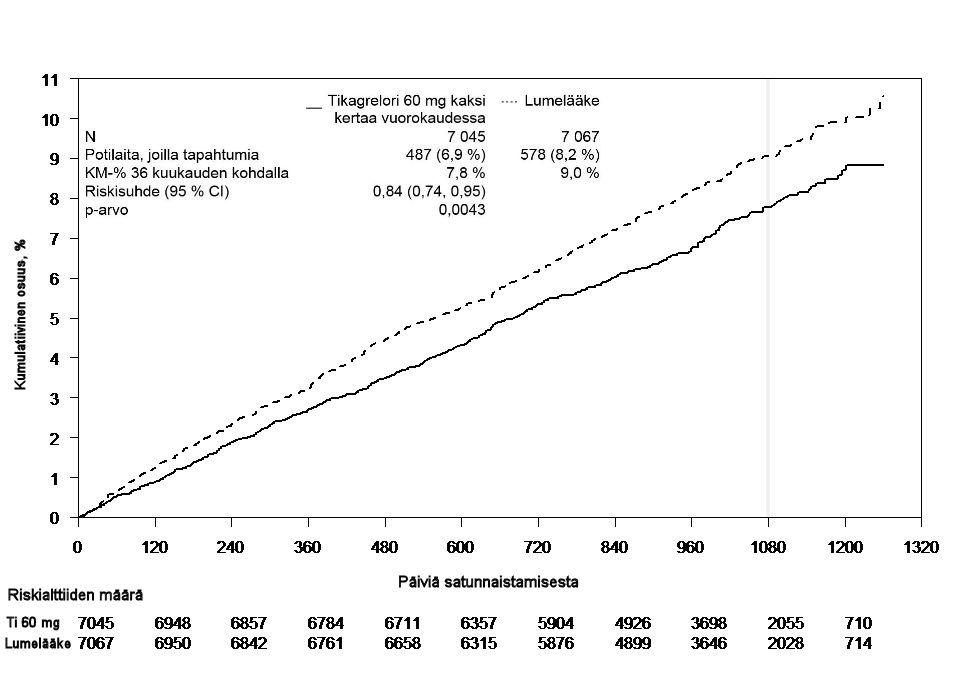 11
10
9
8
7
6
5
4
3
2
1
0
Kumulatiivinen osuus, %
Tikagrelori 60 mg kaksi kertaa vuorokaudessa
Lumelääke
N 7 045 7 067
Potilaita, joilla tapahtumia 487 (6,9 %) 578 (8,2 %)
KM-% 36 kuukauden kohdalla 7,8 % 9,0 %
Riskisuhde (95 % CI) 0,84 (0,74, 0,95)
p-arvo 0,0043
0 120 240 360 480 600 720 840 960 1080 1200 1320
Päiviä satunnaistamisesta
Riskialttiiden määrä
Ti 60 mg 7045 6948 6857 6784 6711 6357 5904 4926 3698 2055 710
Lumelääke 7067 6950 6842 6761 6658 6315 5876 4899 3646 2028 714